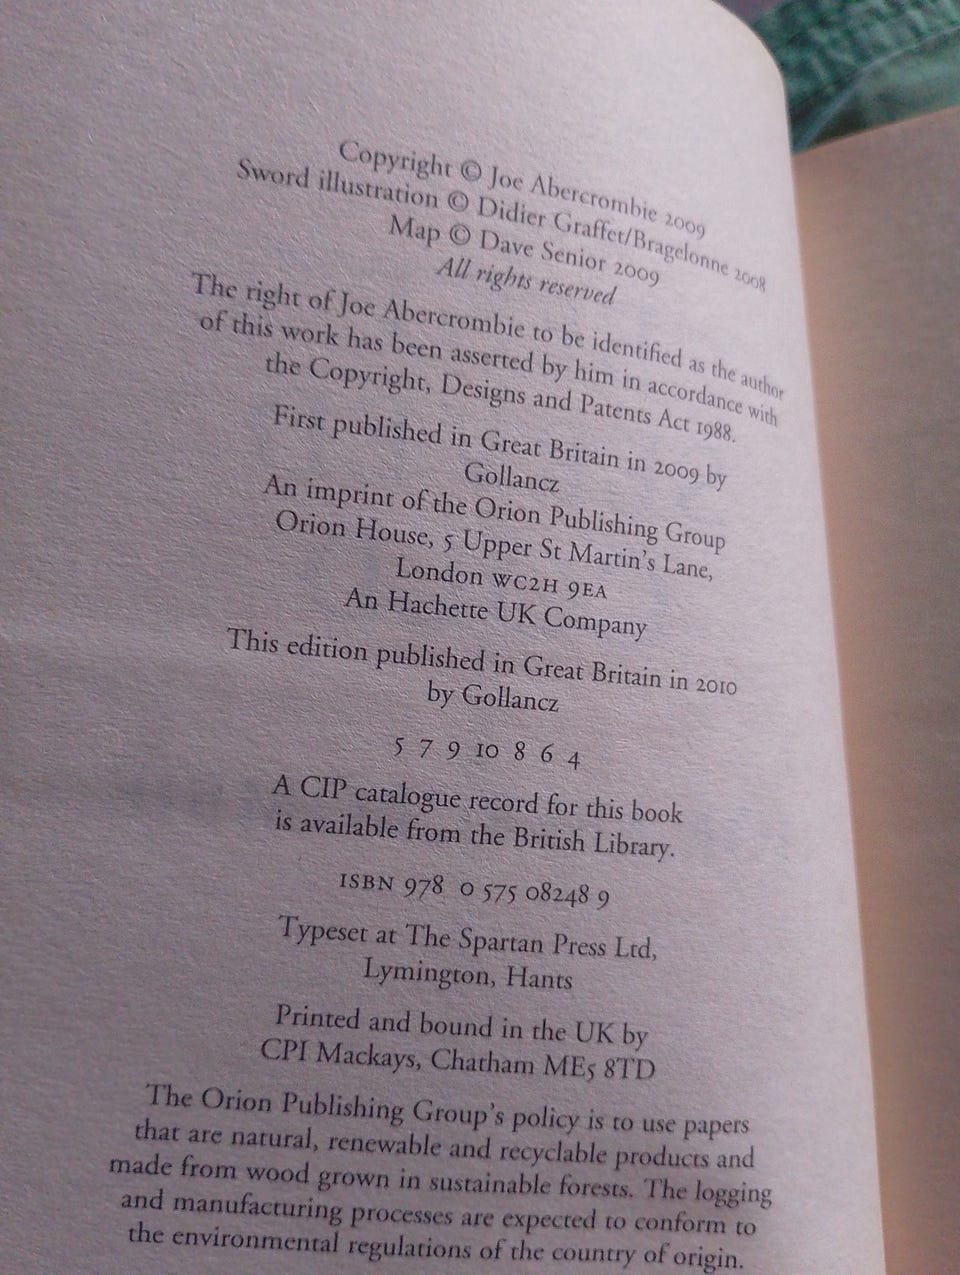 Copyright © Joe Abercrombie 2009
Sword illustration © Didier Graffet/Bragelonne 2008
Map © Dave Senior 2009
All rights reserved
The right of Joe Abercrombie to be identified as the author
of this work has been asserted by him in accordance with
the Copyright, Designs and Patents Act 1988.
First published in Great Britain in 2009 by
Gollancz
An imprint of the Orion Publishing Group
Orion House, 5 Upper St Martin's Lane,
London WC2H 9EA
An Hachette UK Company
This edition published in Great Britain in 2010
by Gollancz
5 7 9 10 8 6 4
A CIP catalogue record for this book
is available from the British Library.
ISBN 978 0 575 08248 9
Typeset at The Spartan Press Ltd,
Lymington, Hants
Printed and bound in the UK by
CPI Mackays, Chatham ME5 8TD
The Orion Publishing Group's policy is to use papers
that are natural, renewable and recyclable products and
made from wood grown in sustainable forests. The logging
and manufacturing processes are expected to conform to
the environmental regulations of the country of origin.